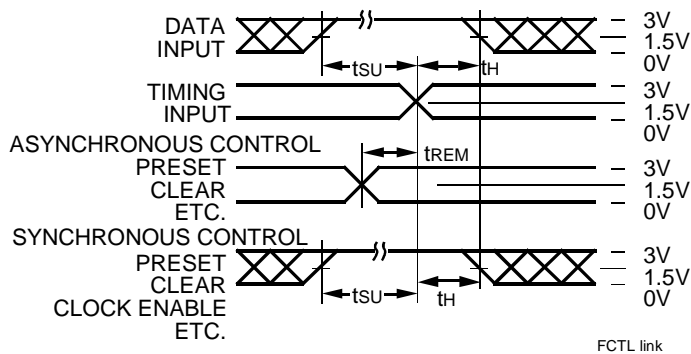 DATA
INPUT
3V
1.5V
0V
tSU
tH
TIMING
INPUT
3V
1.5V
0V
ASYNCHRONOUS CONTROL
PRESET
CLEAR
ETC.
tREM
3V
1.5V
0V
SYNCHRONOUS CONTROL
PRESET
CLEAR
CLOCK ENABLE
ETC.
tSU
tH
3V
1.5V
0V
FCTL link